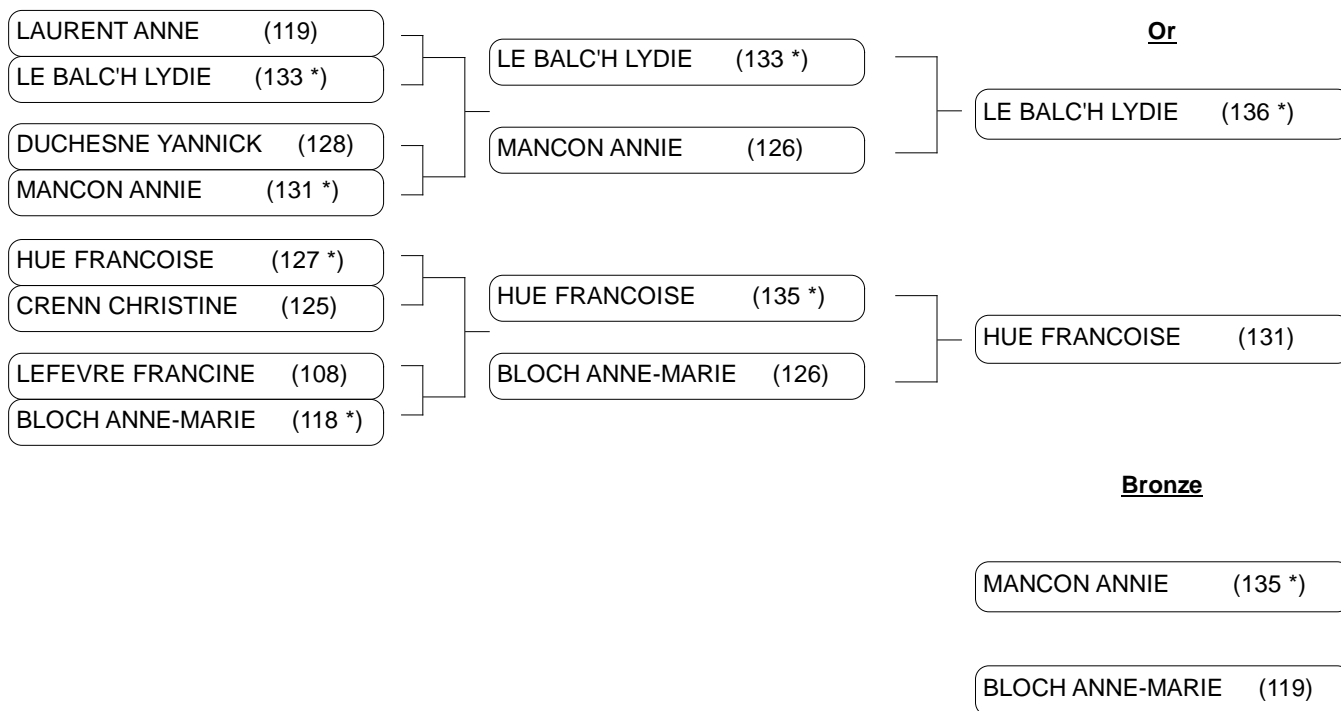 LAURENT ANNE (119)
LE BALC'H LYDIE (133 *)
DUCHESNE YANNICK (128)
MANCON ANNIE (131 *)
HUE FRANCOISE (127 *)
CRENN CHRISTINE (125)
LEFEVRE FRANCINE (108)
BLOCH ANNE-MARIE (118 *)
LE BALC'H LYDIE (133 *)
MANCON ANNIE (126)
HUE FRANCOISE (135 *)
BLOCH ANNE-MARIE (126)
Or
LE BALC'H LYDIE (136 *)
HUE FRANCOISE (131)
Bronze
MANCON ANNIE (135 *)
BLOCH ANNE-MARIE (119)